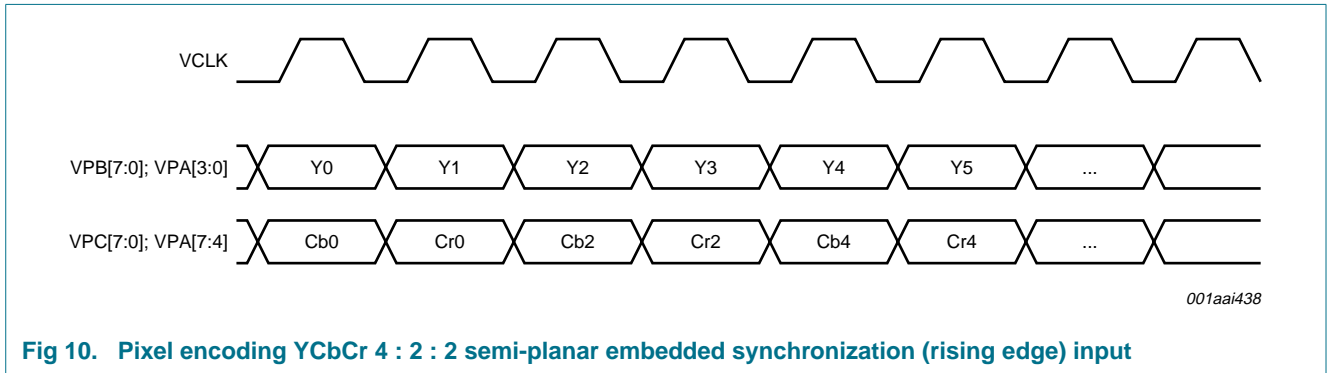 VCLK
VPB[7:0]; VPA[3:0] Y0 Y1 Y2 Y3 Y4 Y5 ...
VPC[7:0]; VPA[7:4] Cb0 Cr0 Cb2 Cr2 Cb4 Cr4 ...
001aai438
Fig 10. Pixel encoding YCbCr 4 : 2 : 2 semi-planar embedded synchronization (rising edge) input